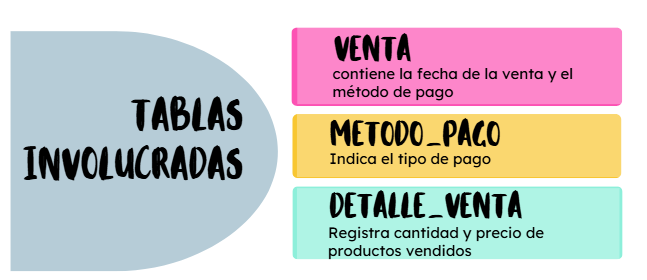 TABLAS
INVOLUCRADAS
VENTA
contiene la fecha de la venta y el
método de pago
METODO_PAGO
Indica el tipo de pago
DETALLE_VENTA
Registra cantidad y precio de
productos vendidos